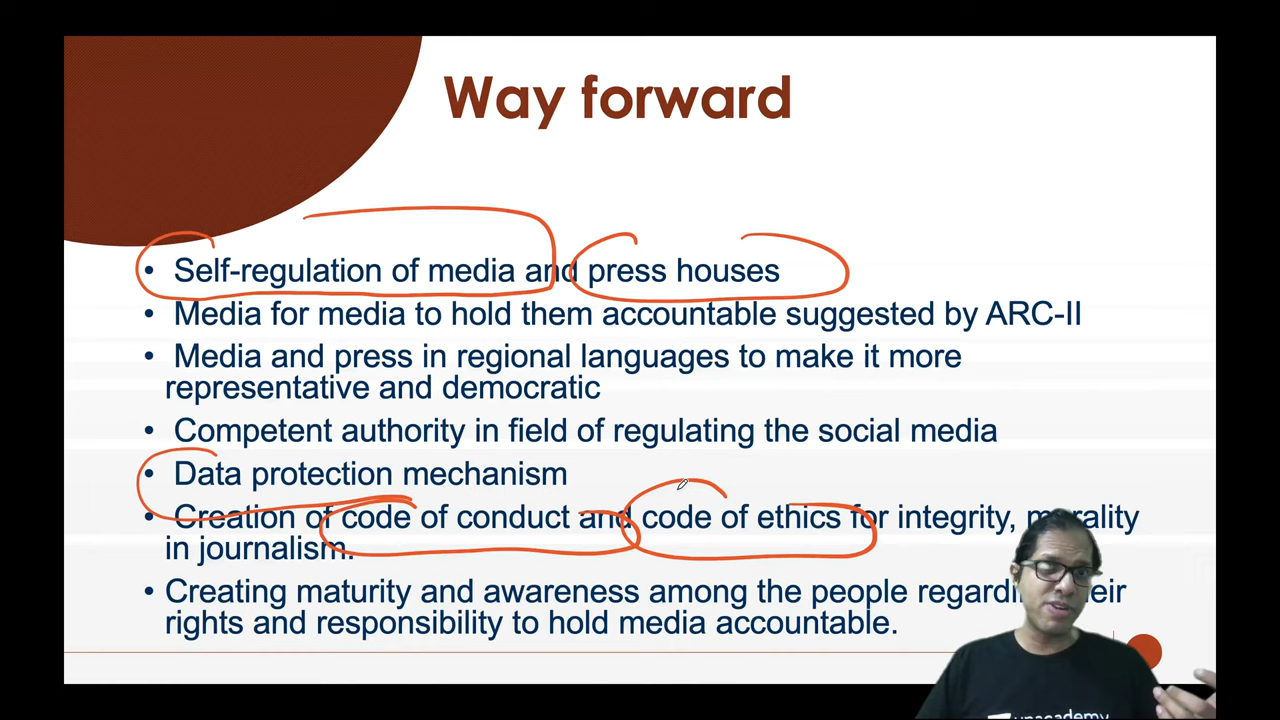 Way forward
• Self-regulation of media and press houses
• Media for media to hold them accountable suggested by ARC-II
• Media and press in regional languages to make it more
representative and democratic
• Competent authority in field of regulating the social media
• Data protection mechanism
• Creation of code of conduct and code of ethics for integrity, morality
in journalism.
• Creating maturity and awareness among the people regarding their
rights and responsibility to hold media accountable.
unacademy